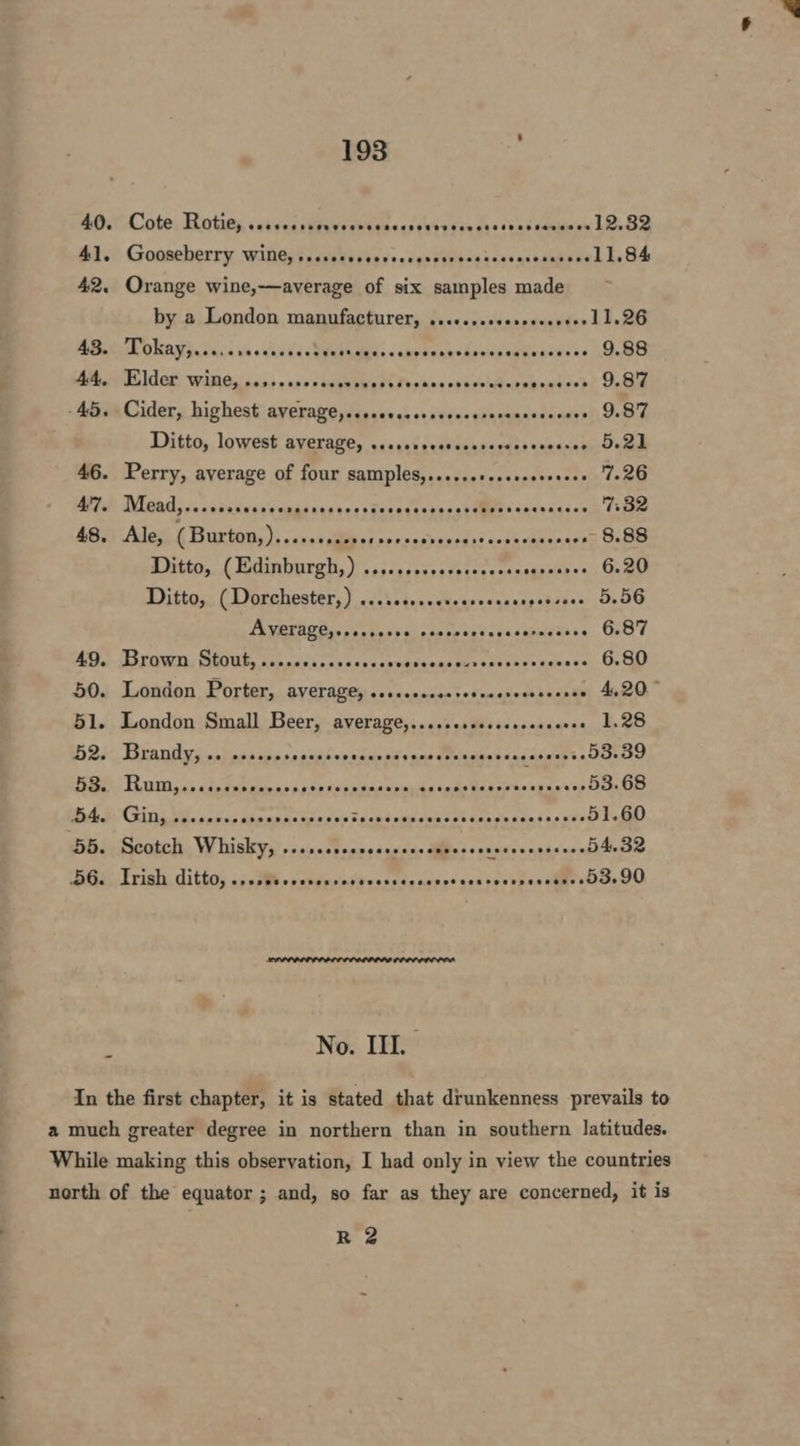 193
40. Cote Rotie, ..................................................12.32
41. Gooseberry wine, ..........................................11.84
42. Orange wine,—average of six samples made
by a London manufacturer, .....................11.26
43. Tokay,.................................................. 9.88
44. Elder wine, ............................................ 9.87
45. Cider, highest average,................................ 9.87
Ditto, lowest average, ............................ 5.21
46. Perry, average of four samples,..................... 7.26
47. Mead,................................................... 7.32
48. Ale, (Burton,)......................................... 8.88
Ditto, (Edinburgh,) ............................. 6.20
Ditto, (Dorchester,) ............................. 5.56
Average,......... ........................ 6.87
49. Brown Stout, .......................................... 6.80
50. London Porter, average, ............................ 4.20
51. London Small Beer, average,....................... 1.28
52. Brandy, .. .............................................53.39
53. Rum,........................... .......................53.68
54. Gin, ....................................................51.60
55. Scotch Whisky, .......................................54.32
56. Irish ditto, .............................................53.90
No. III.
In the first chapter, it is stated that drunkenness prevails to
a much greater degree in northern than in southern latitudes.
While making this observation, I had only in view the countries
north of the equator ; and, so far as they are concerned, it is
R 2